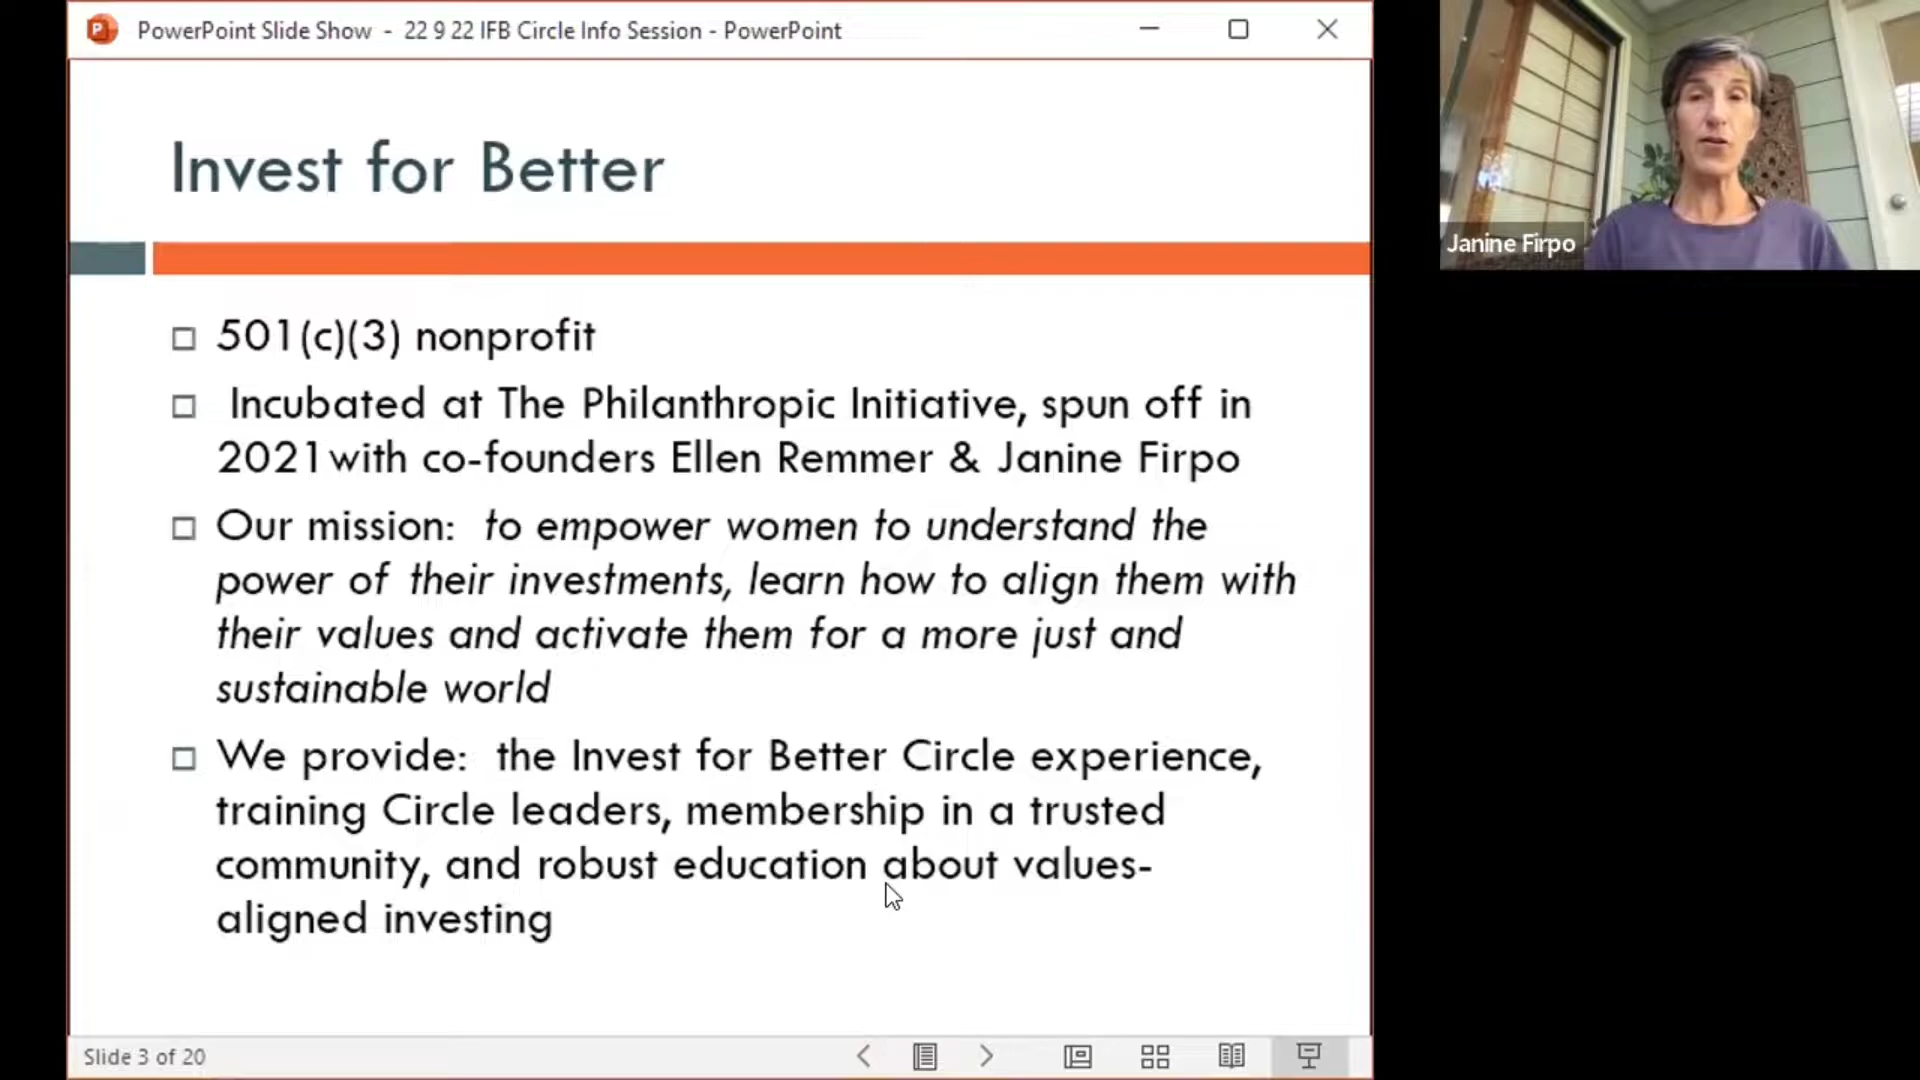 PowerPoint Slide Show - 22 9 22 IFB Circle Info Session - PowerPoint
Invest for Better
501(c)(3) nonprofit
Incubated at The Philanthropic Initiative, spun off in
2021 with co-founders Ellen Remmer & Janine Firpo
Our mission: to empower women to understand the
power of their investments, learn how to align them with
their values and activate them for a more just and
sustainable world
We provide: the Invest for Better Circle experience,
training Circle leaders, membership in a trusted
community, and robust education about values-
aligned investing
Slide 3 of 20
Janine Firpo